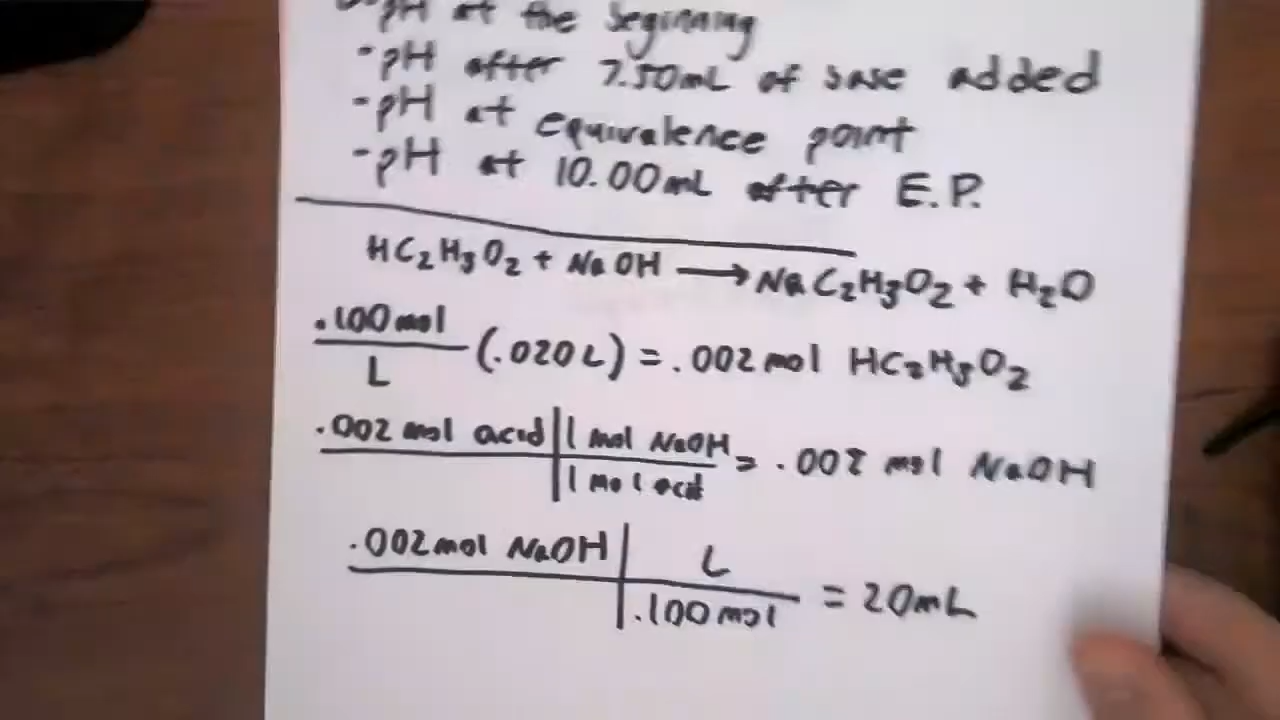 - pH at the beginning
- pH after 7.50mL of base added
- pH at equivalence point
- pH at 10.00mL after E.P.
HC₂H₃O₂ + NaOH → NaC₂H₃O₂ + H₂O
.100 mol / L (.020L) = .002 mol HC₂H₃O₂
.002 mol acid | 1 mol NaOH / 1 mol acid = .002 mol NaOH
.002 mol NaOH | L / .100 mol = 20mL